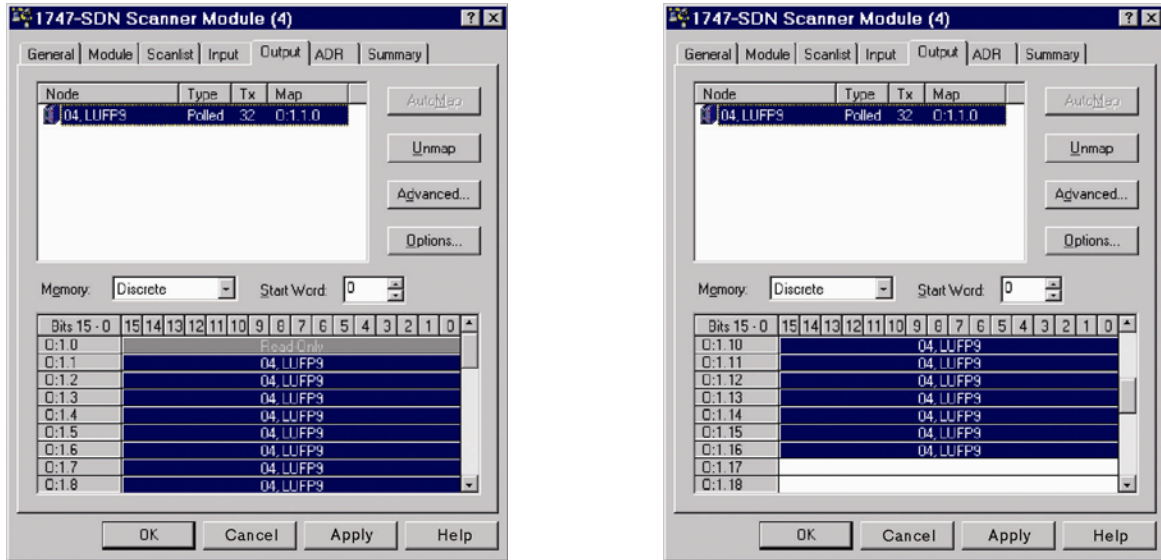 1747-SDN Scanner Module (4)
General Module Scanlist Input Output ADR Summary
Node Type Tx Map
04, LUFP9 Polled 32 O:1.1.0
AutoMap
Unmap
Advanced...
Options...
Memory: Discrete Start Word: 0
Bits 15 - 0 15 14 13 12 11 10 9 8 7 6 5 4 3 2 1 0
O:1.0 Read-Only
O:1.1 04, LUFP9
O:1.2 04, LUFP9
O:1.3 04, LUFP9
O:1.4 04, LUFP9
O:1.5 04, LUFP9
O:1.6 04, LUFP9
O:1.7 04, LUFP9
O:1.8 04, LUFP9
OK Cancel Apply Help
1747-SDN Scanner Module (4)
General Module Scanlist Input Output ADR Summary
Node Type Tx Map
04, LUFP9 Polled 32 O:1.1.0
AutoMap
Unmap
Advanced...
Options...
Memory: Discrete Start Word: 0
Bits 15 - 0 15 14 13 12 11 10 9 8 7 6 5 4 3 2 1 0
O:1.10 04, LUFP9
O:1.11 04, LUFP9
O:1.12 04, LUFP9
O:1.13 04, LUFP9
O:1.14 04, LUFP9
O:1.15 04, LUFP9
O:1.16 04, LUFP9
O:1.17
O:1.18
OK Cancel Apply Help